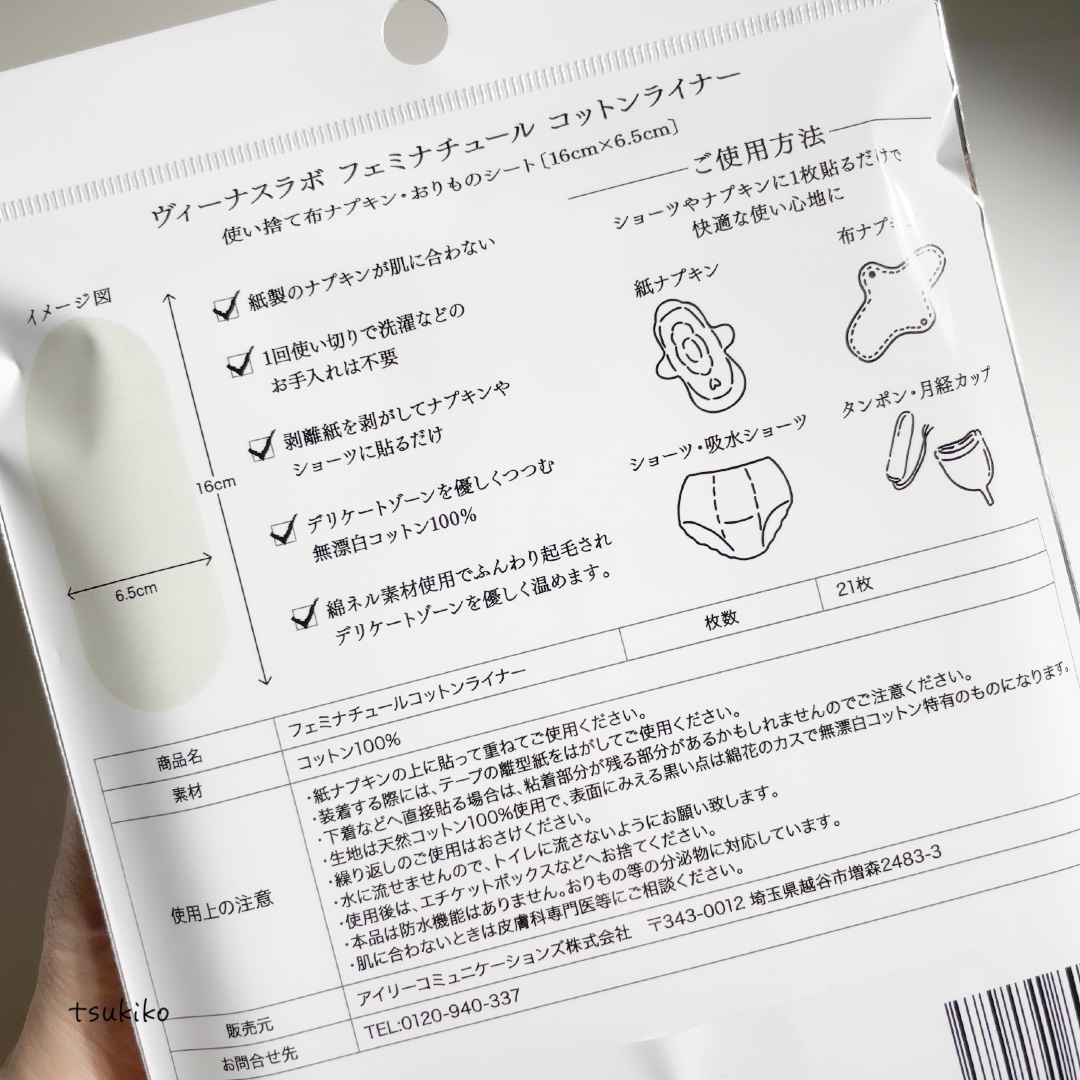 ヴィーナスラボ フェミナチュール コットンライナー
使い捨て布ナプキン・おりものシート［16cm×6.5cm］
イメージ図
16cm
6.5cm
紙製のナプキンが肌に合わない
1回使い切りで洗濯などの
お手入れは不要
剥離紙を剥がしてナプキンや
ショーツに貼るだけ
デリケートゾーンを優しくつつむ
無漂白コットン100%
綿ネル素材使用でふんわり起毛され
デリケートゾーンを優しく温めます。
ご使用方法
ショーツやナプキンに1枚貼るだけで
快適な使い心地に
紙ナプキン
布ナプ
ショーツ・吸水ショーツ
タンポン・月経カップ
商品名 フェミナチュールコットンライナー 枚数 21枚
素材 コットン100%
使用上の注意
・紙ナプキンの上に貼って重ねてご使用ください。
・装着する際には、テープの離型紙をはがしてご使用ください。
・下着などへ直接貼る場合は、粘着部分が残る部分があるかもしれませんのでご注意ください。
・生地は天然コットン100%使用で、表面にみえる黒い点は綿花のカスで無漂白コットン特有のものになります。
・繰り返しのご使用はおさけください。
・水に流せませんので、トイレに流さないようにお願い致します。
・使用後は、エチケットボックスなどへお捨てください。
・本品は防水機能はありません。おりもの等の分泌物に対応しています。
・肌に合わないときは皮膚科専門医等にご相談ください。
販売元 アイリーコミュニケーションズ株式会社 〒343-0012 埼玉県越谷市増森2483-3
お問合せ先 TEL:0120-940-337
tsukiko